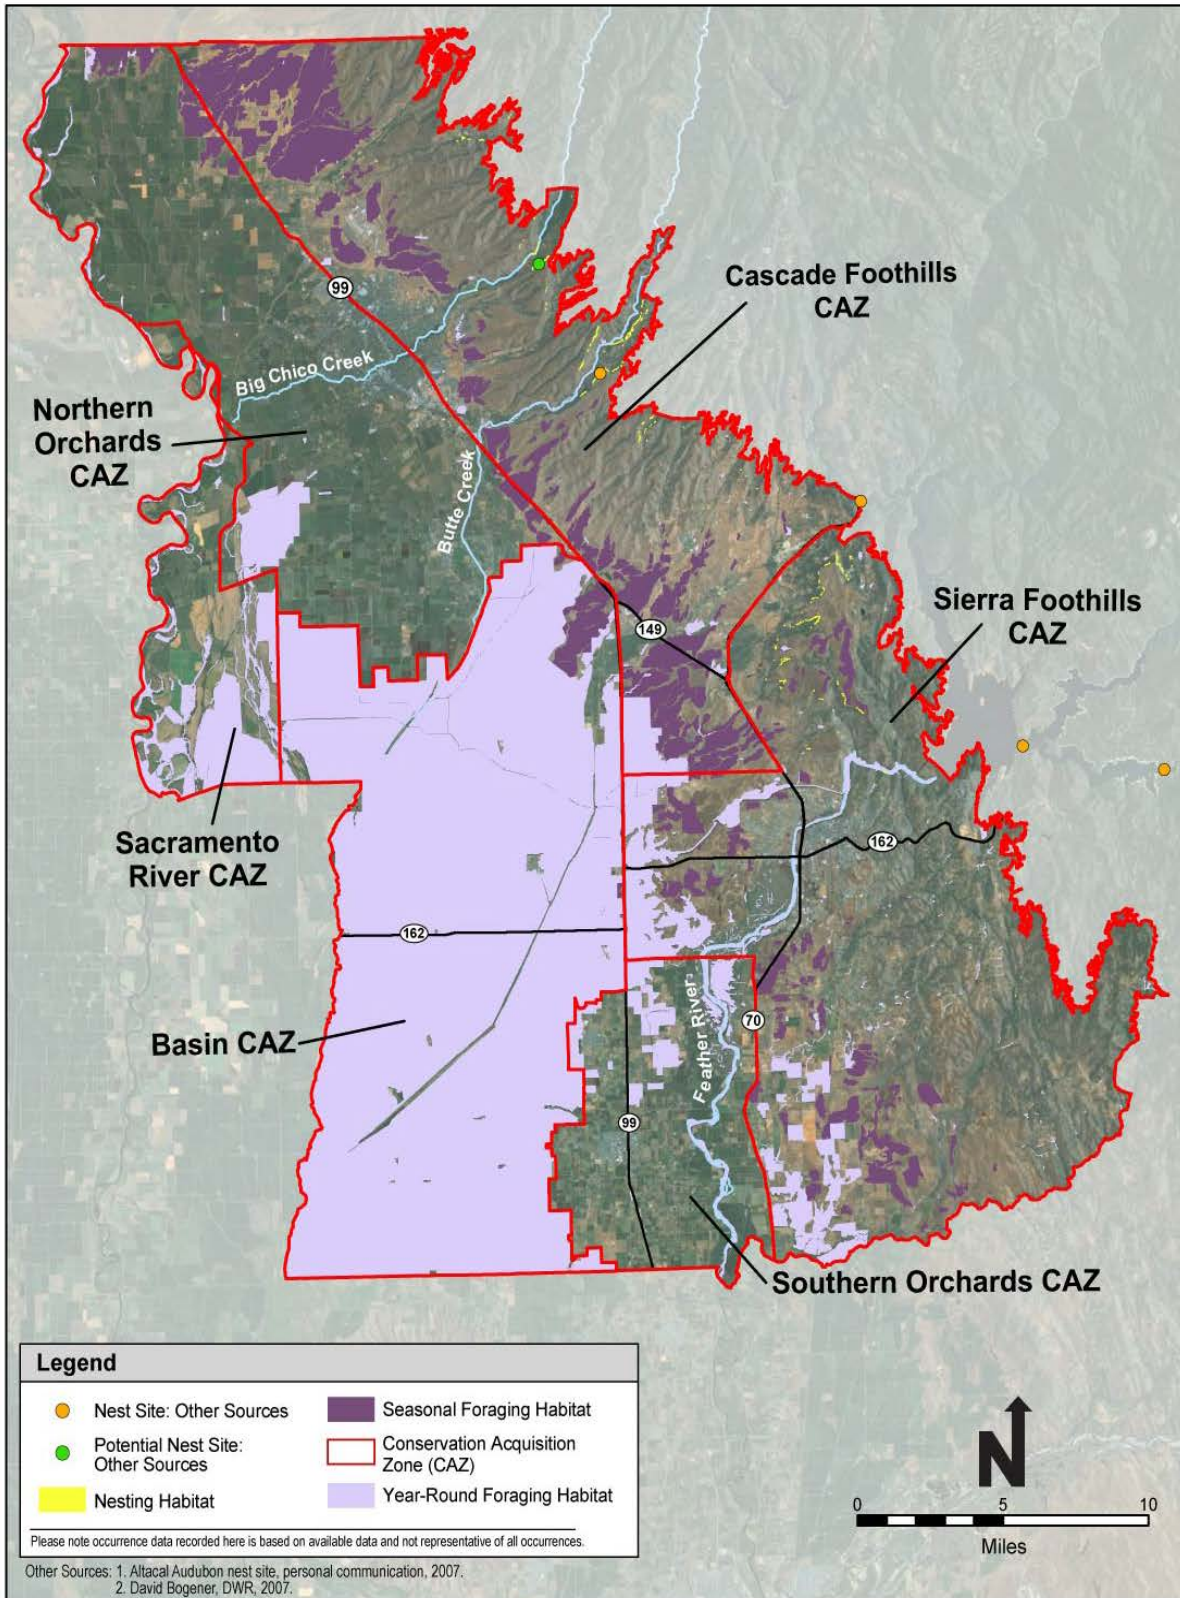 Cascade Foothills
CAZ
99
Big Chico Creek
Northern
Orchards
CAZ
Butte Creek
Sierra Foothills
CAZ
149
Sacramento
River CAZ
162
162
Basin CAZ
Feather River
70
99
Southern Orchards CAZ
Legend
Nest Site: Other Sources
Potential Nest Site:
Other Sources
Nesting Habitat
Seasonal Foraging Habitat
Conservation Acquisition
Zone (CAZ)
Year-Round Foraging Habitat
Please note occurrence data recorded here is based on available data and not representative of all occurrences.
N
0 5 10
Miles
Other Sources: 1. Altacal Audubon nest site, personal communication, 2007.
2. David Bogener, DWR, 2007.